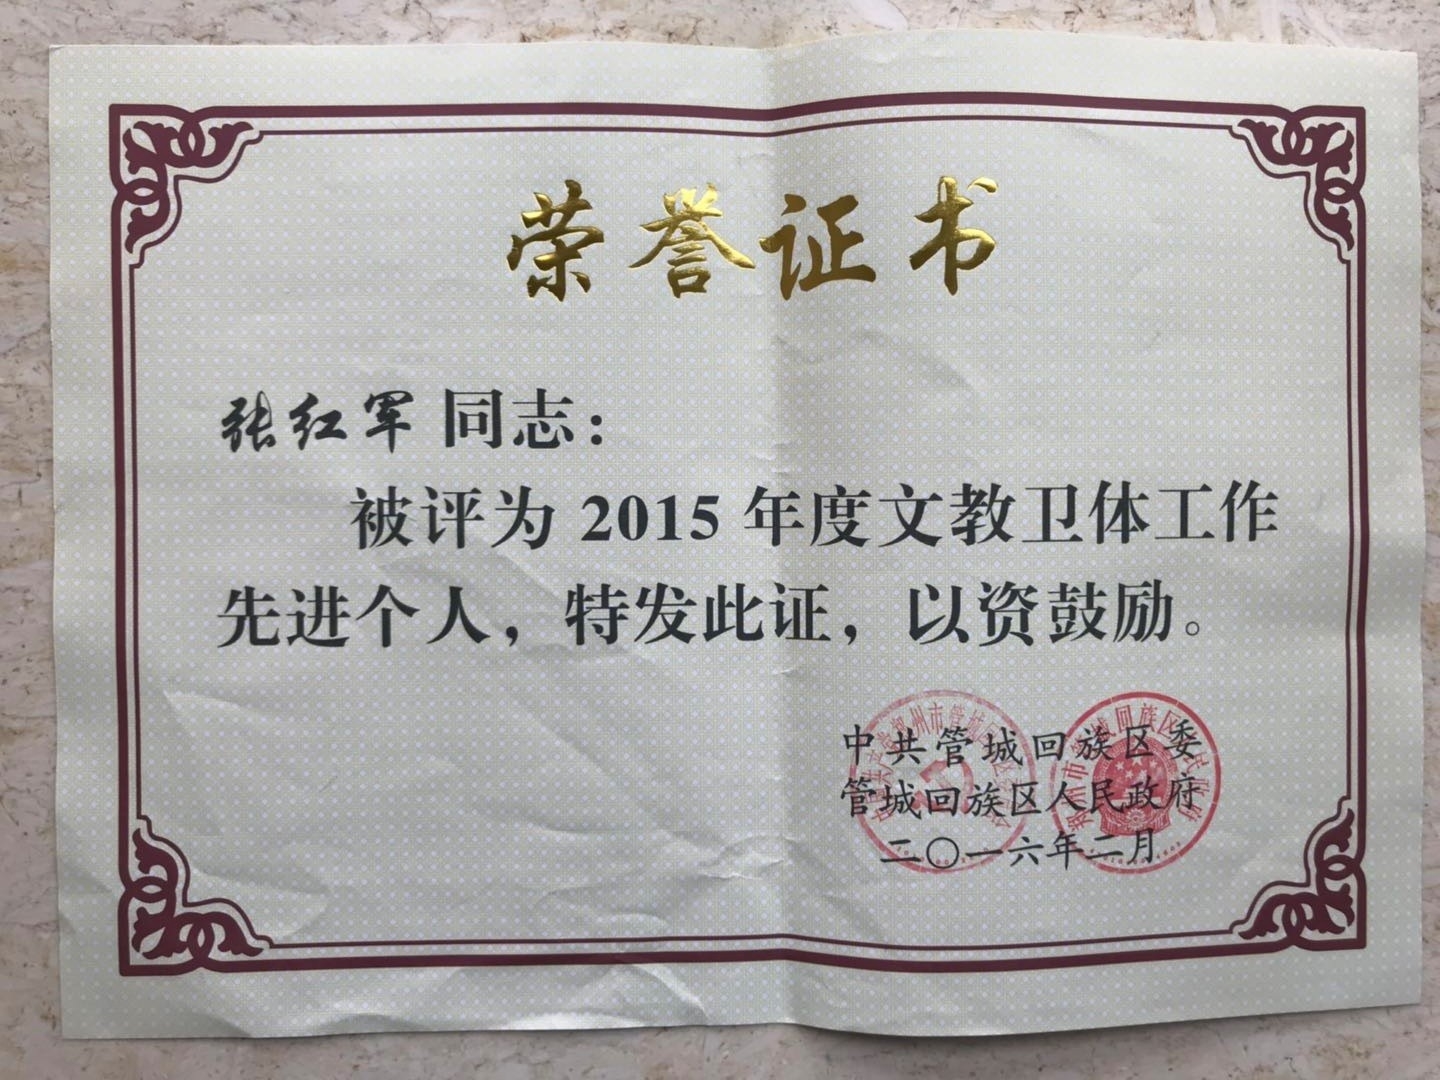 荣誉证书
张红军 同志：
被评为 2015 年度文教卫体工作
先进个人，特发此证，以资鼓励。
中共管城回族区委
管城回族区人民政府
二〇一六年二月